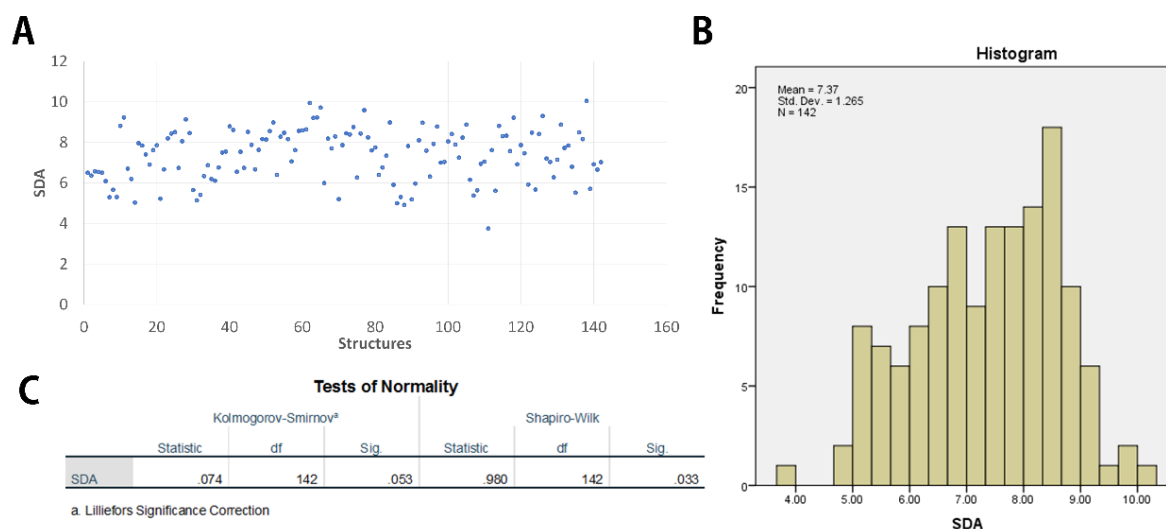 A
12
10
8
6
4
2
0
SDA
0 20 40 60 80 100 120 140 160
Structures
B
Histogram
Mean = 7.37
Std. Dev. = 1.265
N = 142
20
15
10
5
0
Frequency
4.00 5.00 6.00 7.00 8.00 9.00 10.00
SDA
C
Tests of Normality
Kolmogorov-Smirnovᵃ Shapiro-Wilk
Statistic df Sig. Statistic df Sig.
SDA .074 142 .053 .980 142 .033
a. Lilliefors Significance Correction